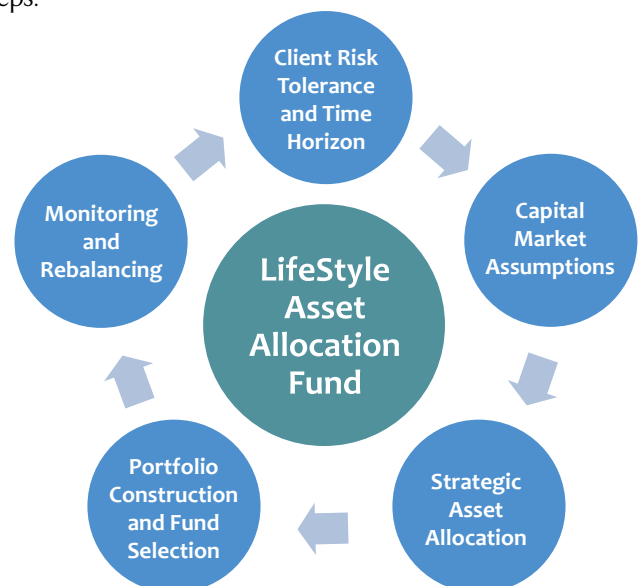 Client Risk
Tolerance
and Time
Horizon
Capital
Market
Assumptions
Strategic
Asset
Allocation
Portfolio
Construction
and Fund
Selection
Monitoring
and
Rebalancing
LifeStyle
Asset
Allocation
Fund